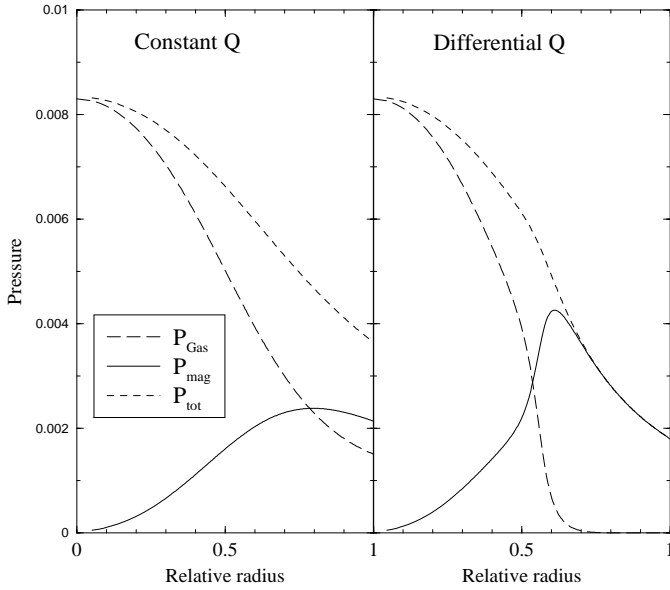 0.01
Constant Q
Differential Q
0.008
0.006
Pressure
0.004
P_Gas
P_mag
P_tot
0.002
0
0 0.5 1 0.5 1
Relative radius Relative radius